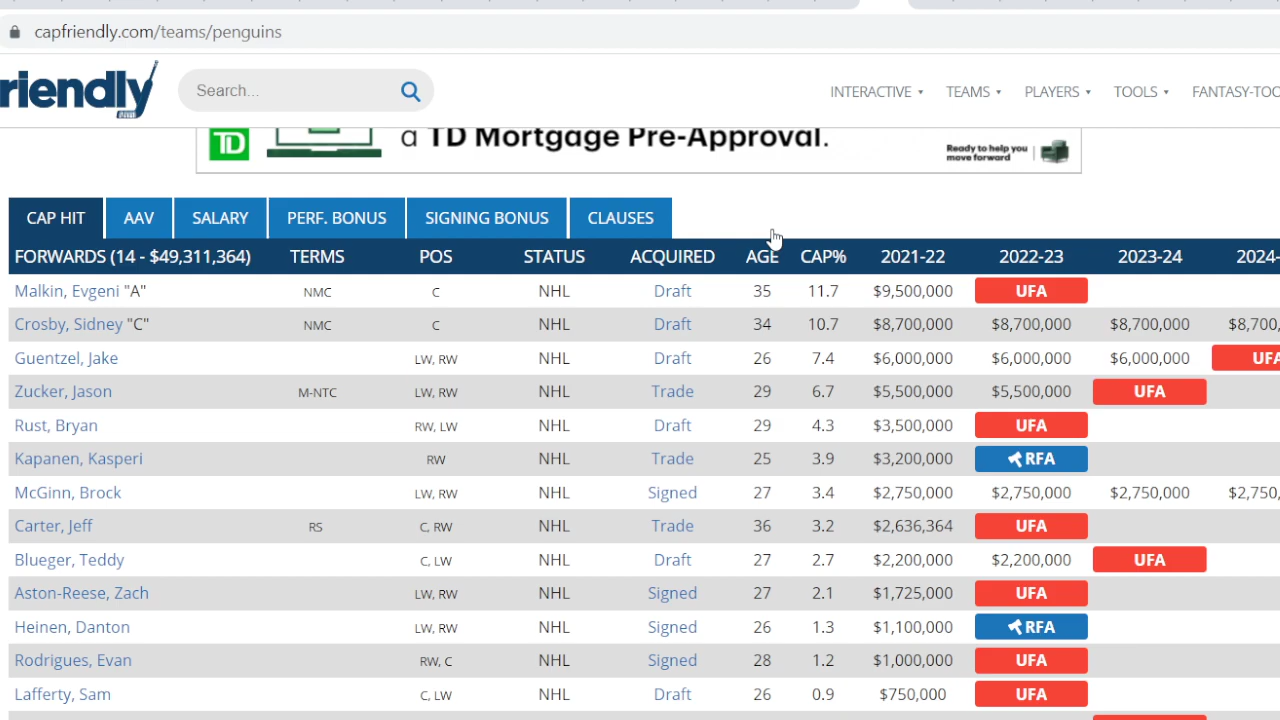 capfriendly.com/teams/penguins
riendly Search... INTERACTIVE TEAMS PLAYERS TOOLS FANTASY-TOO
TD a TD Mortgage Pre-Approval. Ready to help you
move forward
CAP HIT AAV SALARY PERF. BONUS SIGNING BONUS CLAUSES
FORWARDS (14 - $49,311,364) TERMS POS STATUS ACQUIRED AGE CAP% 2021-22 2022-23 2023-24 2024-
Malkin, Evgeni "A" NMC C NHL Draft 35 11.7 $9,500,000 UFA
Crosby, Sidney "C" NMC C NHL Draft 34 10.7 $8,700,000 $8,700,000 $8,700,000 $8,700,
Guentzel, Jake LW, RW NHL Draft 26 7.4 $6,000,000 $6,000,000 $6,000,000 UFA
Zucker, Jason M-NTC LW, RW NHL Trade 29 6.7 $5,500,000 $5,500,000 UFA
Rust, Bryan RW, LW NHL Draft 29 4.3 $3,500,000 UFA
Kapanen, Kasperi RW NHL Trade 25 3.9 $3,200,000 RFA
McGinn, Brock LW, RW NHL Signed 27 3.4 $2,750,000 $2,750,000 $2,750,000 $2,750,
Carter, Jeff RS C, RW NHL Trade 36 3.2 $2,636,364 UFA
Blueger, Teddy C, LW NHL Draft 27 2.7 $2,200,000 $2,200,000 UFA
Aston-Reese, Zach LW, RW NHL Signed 27 2.1 $1,725,000 UFA
Heinen, Danton LW, RW NHL Signed 26 1.3 $1,100,000 RFA
Rodrigues, Evan RW, C NHL Signed 28 1.2 $1,000,000 UFA
Lafferty, Sam C, LW NHL Draft 26 0.9 $750,000 UFA